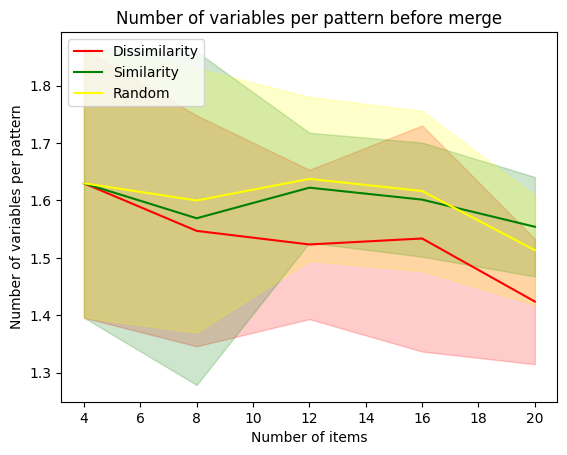 Number of variables per pattern before merge
Dissimilarity
Similarity
Random
Number of variables per pattern
1.8
1.7
1.6
1.5
1.4
1.3
4 6 8 10 12 14 16 18 20
Number of items